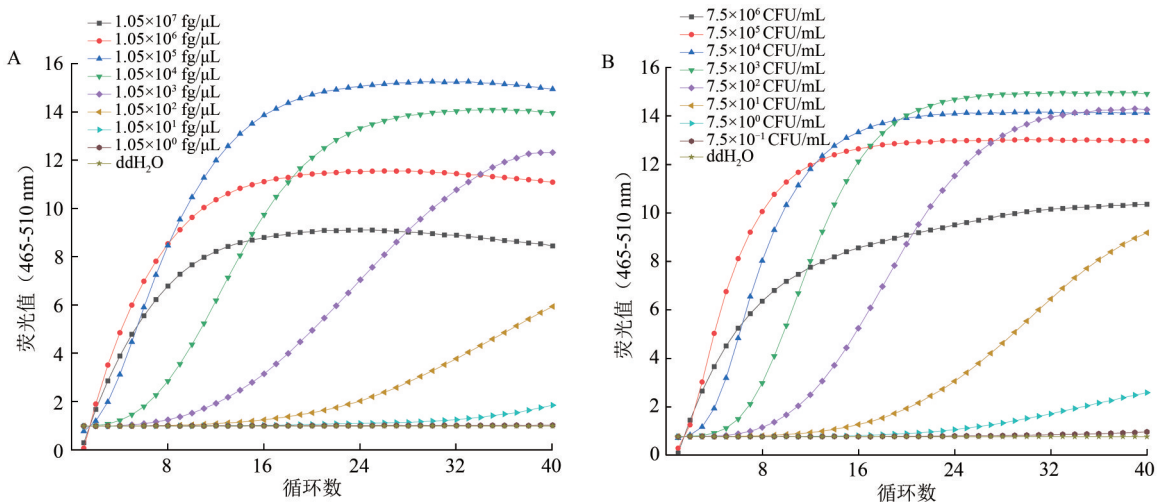 A
1.05×10⁷ fg/μL
1.05×10⁶ fg/μL
1.05×10⁵ fg/μL
1.05×10⁴ fg/μL
1.05×10³ fg/μL
1.05×10² fg/μL
1.05×10¹ fg/μL
1.05×10⁰ fg/μL
ddH₂O
荧光值（465-510 nm）
16
14
12
10
8
6
4
2
1
0
8
16
24
32
40
循环数
B
7.5×10⁶ CFU/mL
7.5×10⁵ CFU/mL
7.5×10⁴ CFU/mL
7.5×10³ CFU/mL
7.5×10² CFU/mL
7.5×10¹ CFU/mL
7.5×10⁰ CFU/mL
7.5×10⁻¹ CFU/mL
ddH₂O
荧光值（465-510 nm）
16
14
12
10
8
6
4
2
0
8
16
24
32
40
循环数